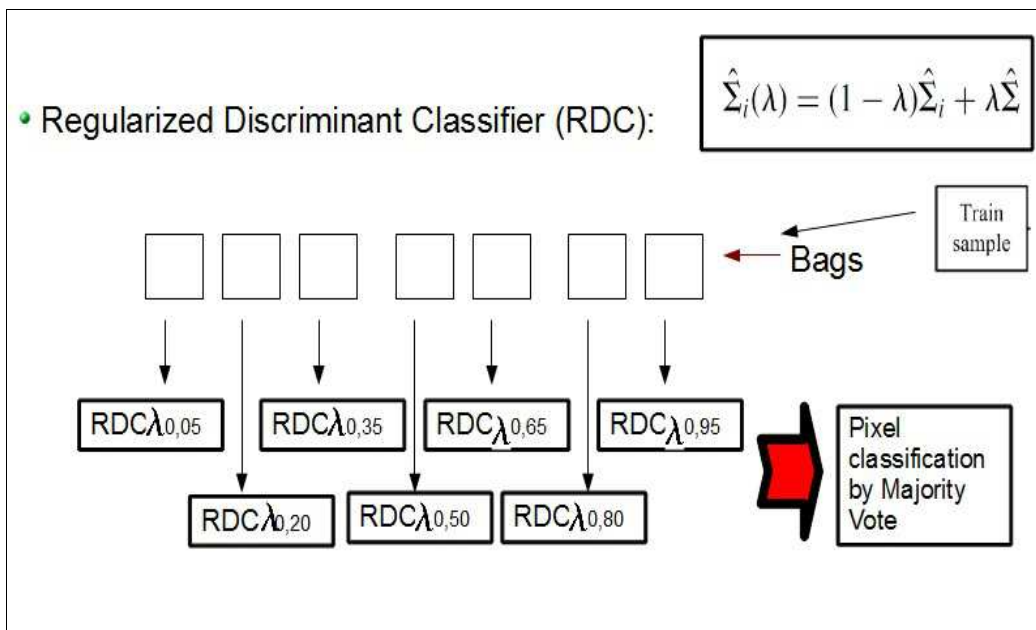 Σ̂ᵢ(λ) = (1 − λ)Σ̂ᵢ + λΣ̂
Regularized Discriminant Classifier (RDC):
Train
sample
Bags
RDCλ0,05
RDCλ0,35
RDCλ0,65
RDCλ0,95
RDCλ0,20
RDCλ0,50
RDCλ0,80
Pixel
classification
by Majority
Vote